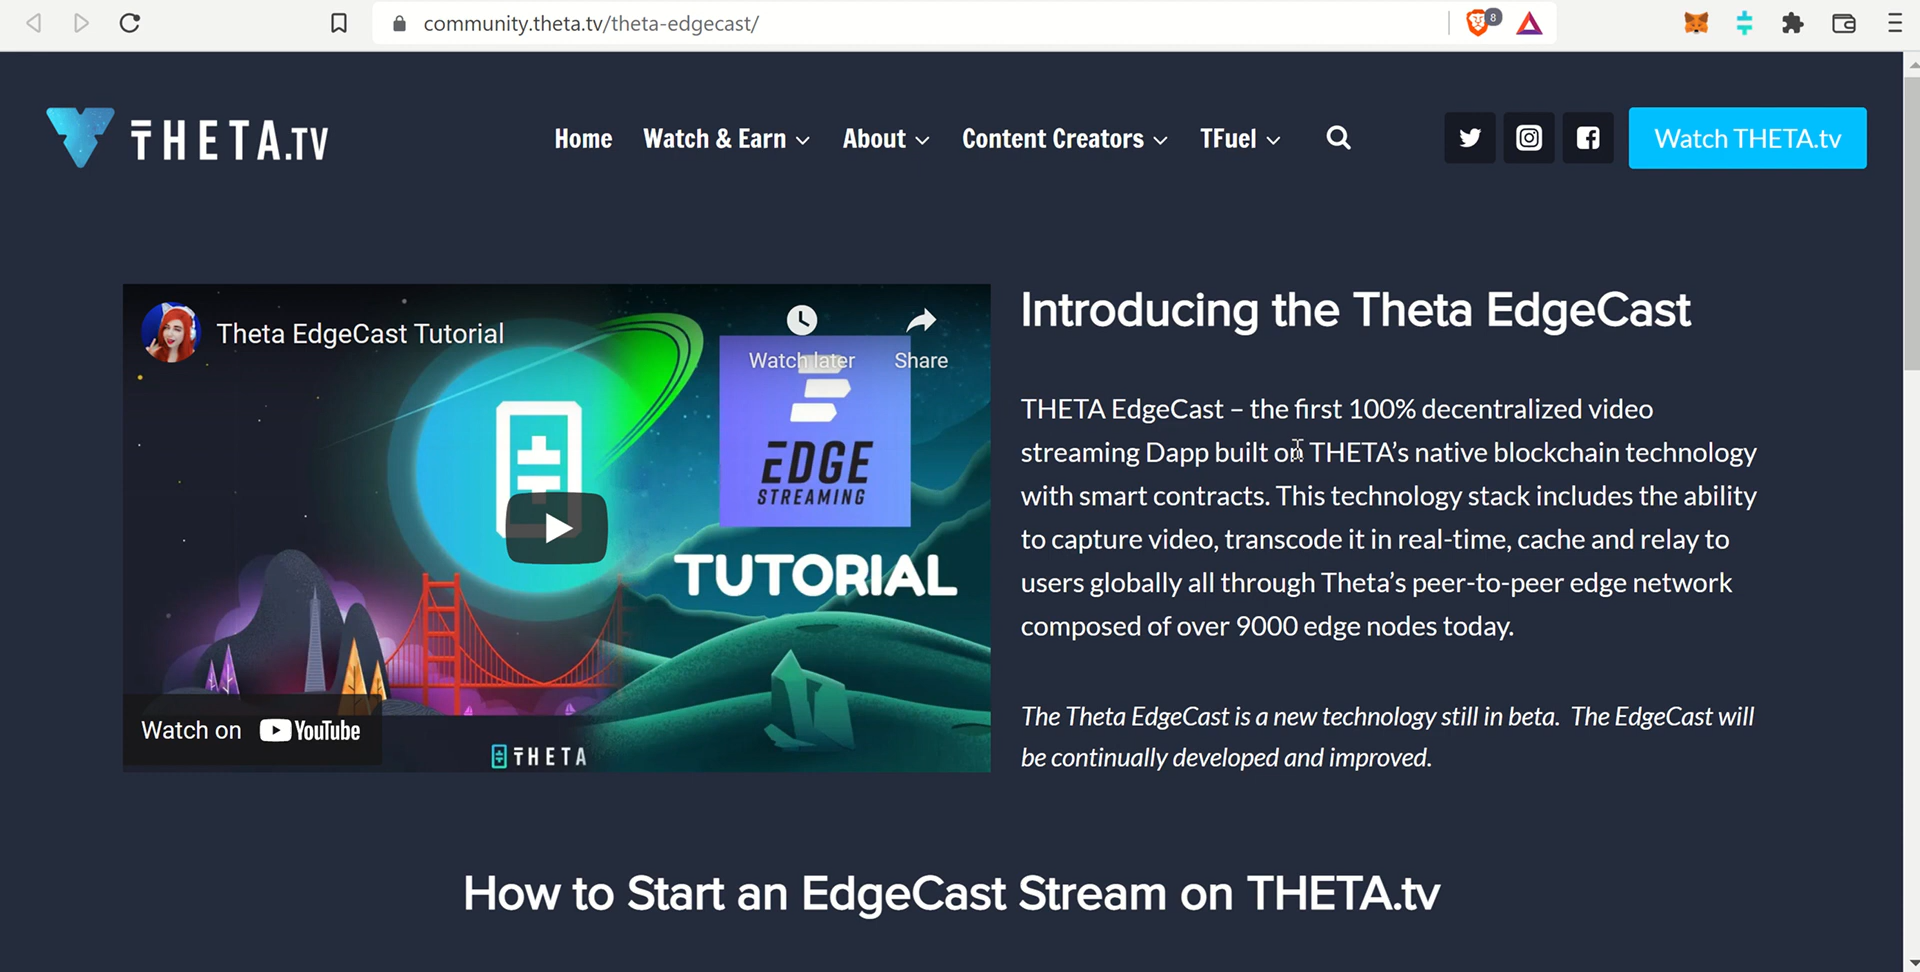 community.theta.tv/theta-edgecast/
8
THETA.TV
Home
Watch & Earn
About
Content Creators
TFuel
Watch THETA.tv
Theta EdgeCast Tutorial
Watch later
Share
EDGE
STREAMING
TUTORIAL
Watch on YouTube
THETA
Introducing the Theta EdgeCast
THETA EdgeCast – the first 100% decentralized video
streaming Dapp built on THETA’s native blockchain technology
with smart contracts. This technology stack includes the ability
to capture video, transcode it in real-time, cache and relay to
users globally all through Theta’s peer-to-peer edge network
composed of over 9000 edge nodes today.
The Theta EdgeCast is a new technology still in beta.  The EdgeCast will
be continually developed and improved.
How to Start an EdgeCast Stream on THETA.tv